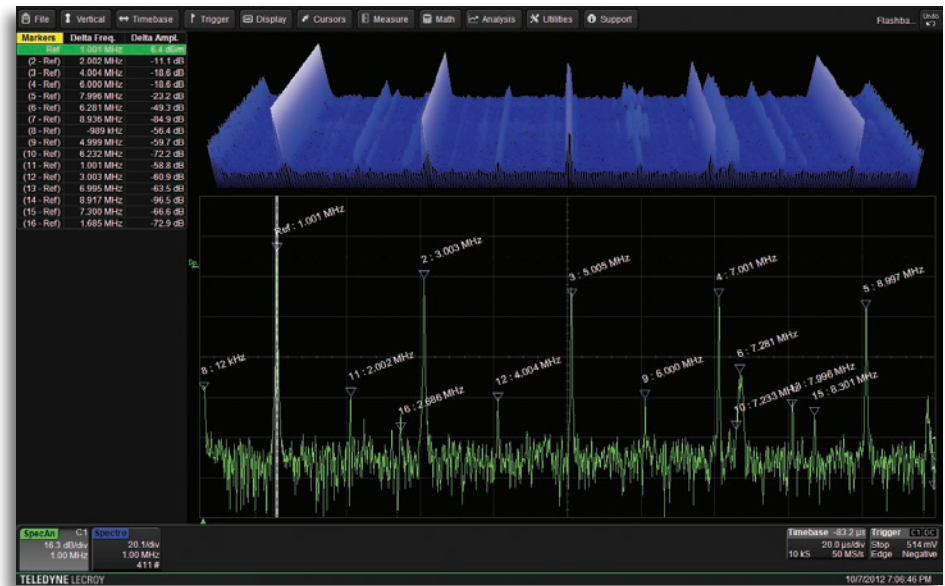 File Vertical Timebase Trigger Display Cursors Measure Math Analysis Utilities Support Flashba... Undo
Markers Delta Freq. Delta Ampl.
Ref 1.001 MHz 6.4 dBm
(2 - Ref) 2.002 MHz -11.1 dB
(3 - Ref) 4.004 MHz -18.6 dB
(4 - Ref) 6.000 MHz -18.6 dB
(5 - Ref) 7.996 MHz -23.2 dB
(6 - Ref) 6.281 MHz -49.3 dB
(7 - Ref) 8.936 MHz -84.9 dB
(8 - Ref) -989 kHz -56.4 dB
(9 - Ref) 4.999 MHz -59.7 dB
(10 - Ref) 6.232 MHz -72.2 dB
(11 - Ref) 1.001 MHz -58.8 dB
(12 - Ref) 3.003 MHz -60.9 dB
(13 - Ref) 6.995 MHz -63.5 dB
(14 - Ref) 8.917 MHz -96.5 dB
(15 - Ref) 7.300 MHz -66.6 dB
(16 - Ref) 1.685 MHz -72.9 dB
Ref : 1.001 MHz
2 : 3.003 MHz
3 : 5.005 MHz
4 : 7.001 MHz
5 : 8.997 MHz
8 : 12 kHz
11 : 2.002 MHz
16 : 2.686 MHz
12 : 4.004 MHz
9 : 6.000 MHz
6 : 7.281 MHz
10 : 7.233 MHz
7.996 MHz
15 : 8.301 MHz
SpecAn C1
16.3 dB/div
1.00 MHz
Spectro
20.1/div
1.00 MHz
411 #
Timebase -83.2 µs
20.0 µs/div
10 kS 50 MS/s
Trigger C1 DC
Stop 514 mV
Edge Negative
TELEDYNE LECROY
10/7/2012 7:06:46 PM